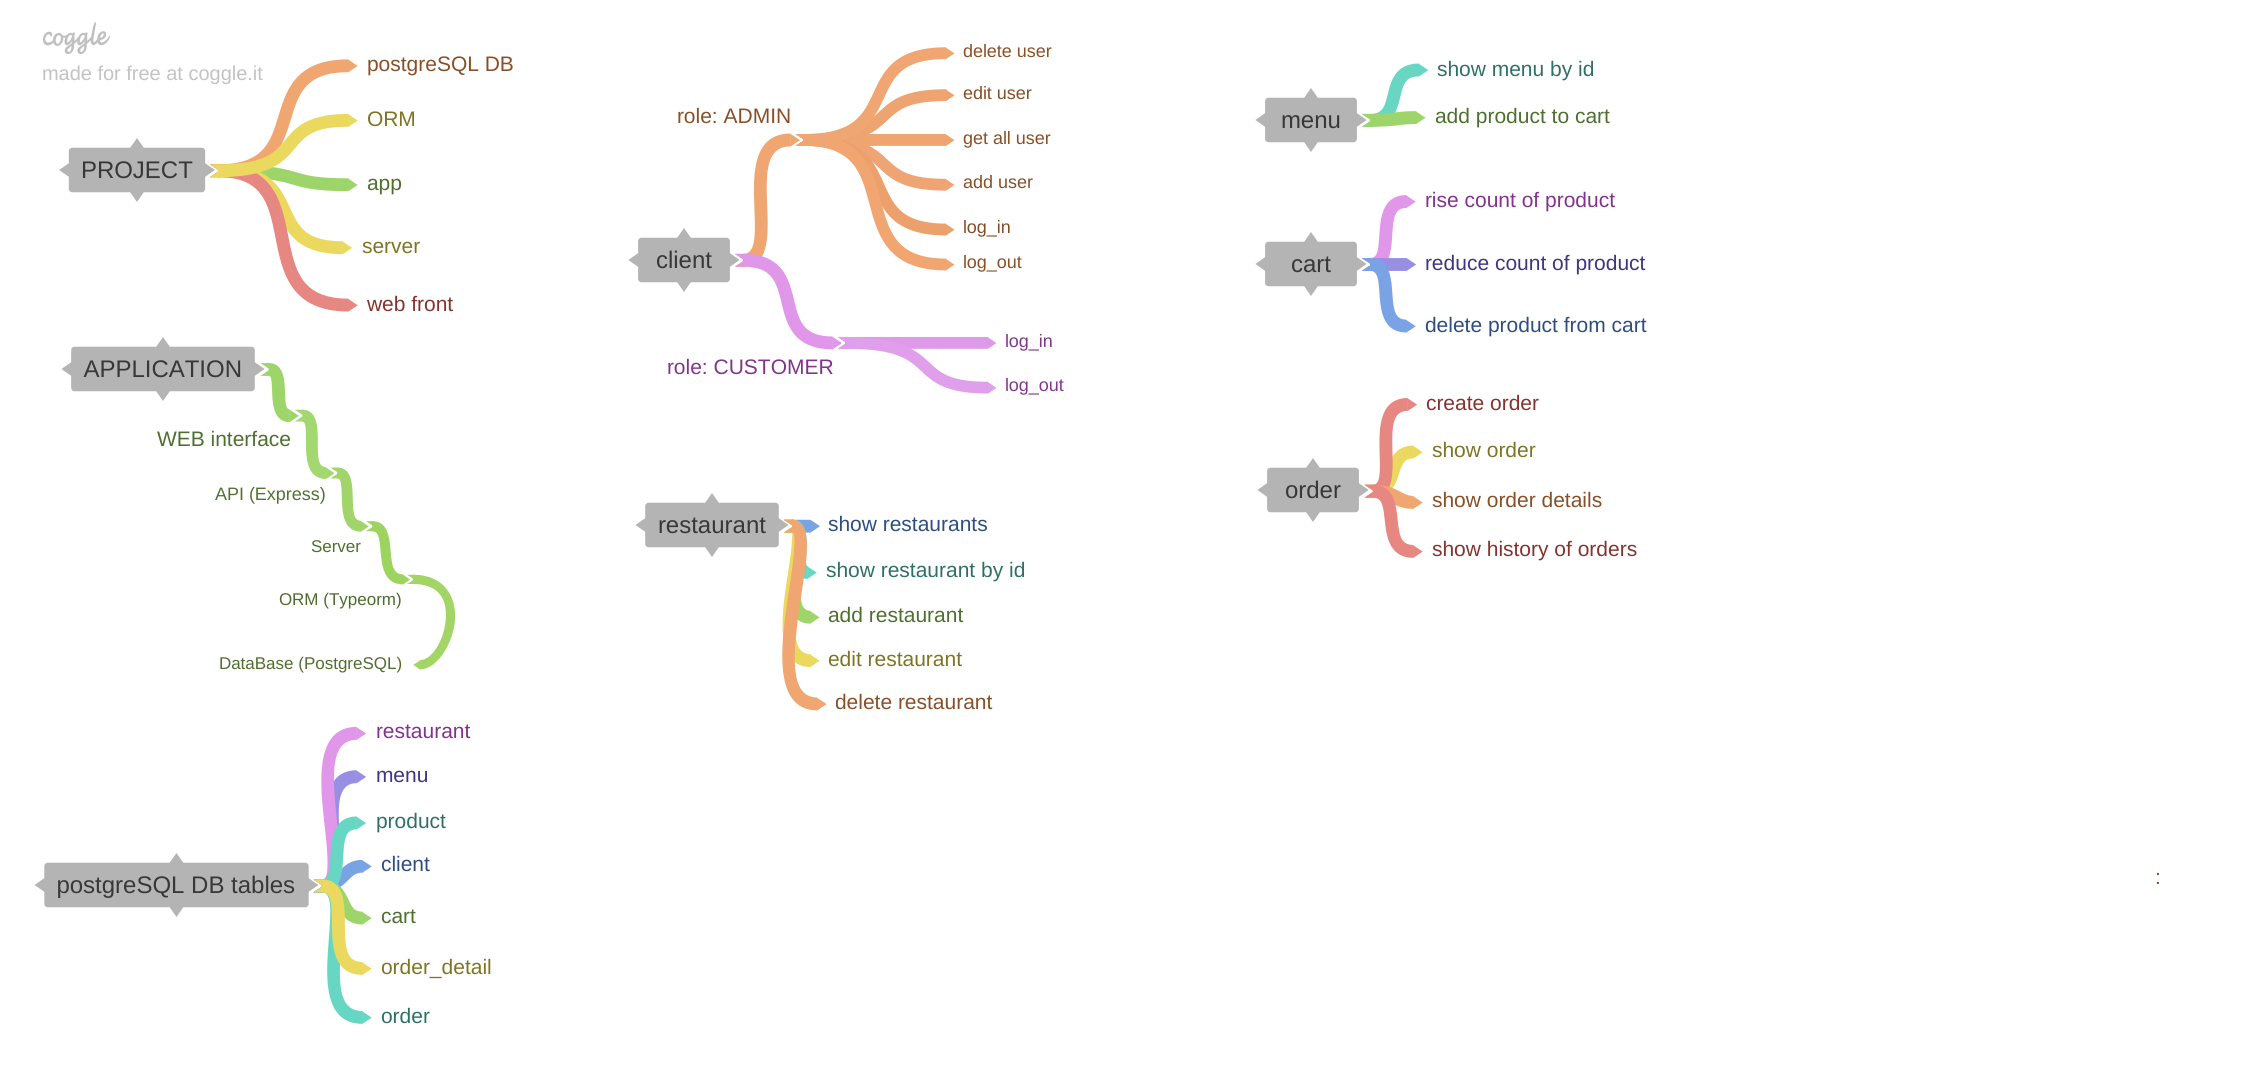 coggle
made for free at coggle.it
PROJECT
postgreSQL DB
ORM
app
server
web front
APPLICATION
WEB interface
API (Express)
Server
ORM (Typeorm)
DataBase (PostgreSQL)
postgreSQL DB tables
restaurant
menu
product
client
cart
order_detail
order
client
role: ADMIN
delete user
edit user
get all user
add user
log_in
log_out
role: CUSTOMER
log_in
log_out
restaurant
show restaurants
show restaurant by id
add restaurant
edit restaurant
delete restaurant
menu
show menu by id
add product to cart
cart
rise count of product
reduce count of product
delete product from cart
order
create order
show order
show order details
show history of orders
: